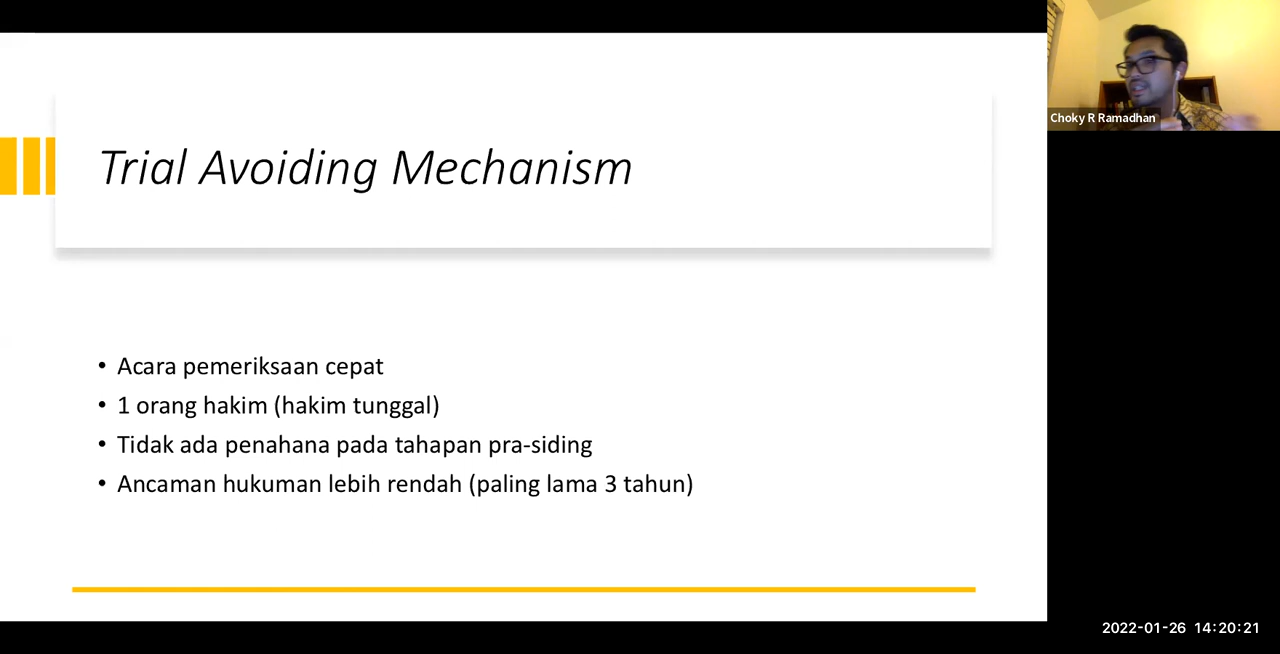 Trial Avoiding Mechanism
• Acara pemeriksaan cepat
• 1 orang hakim (hakim tunggal)
• Tidak ada penahana pada tahapan pra-siding
• Ancaman hukuman lebih rendah (paling lama 3 tahun)
Choky R Ramadhan
2022-01-26 14:20:21